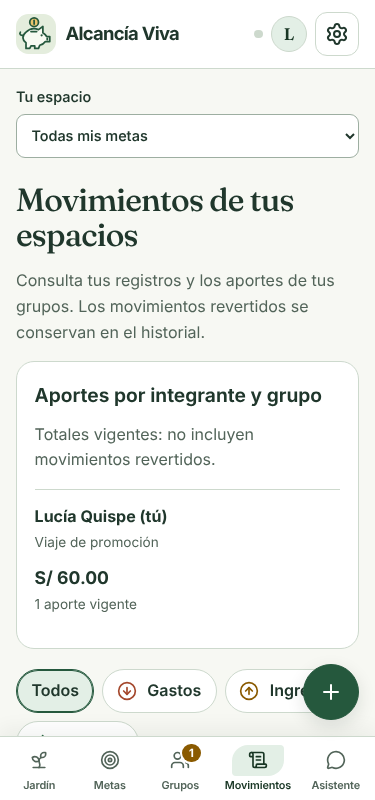 Alcancía Viva
L
Tu espacio
Todas mis metas
Movimientos de tus
espacios
Consulta tus registros y los aportes de tus
grupos. Los movimientos revertidos se
conservan en el historial.
Aportes por integrante y grupo
Totales vigentes: no incluyen
movimientos revertidos.
Lucía Quispe (tú)
Viaje de promoción
S/ 60.00
1 aporte vigente
Todos
Gastos
1
Jardín
Metas
Grupos
Movimientos
Asistente